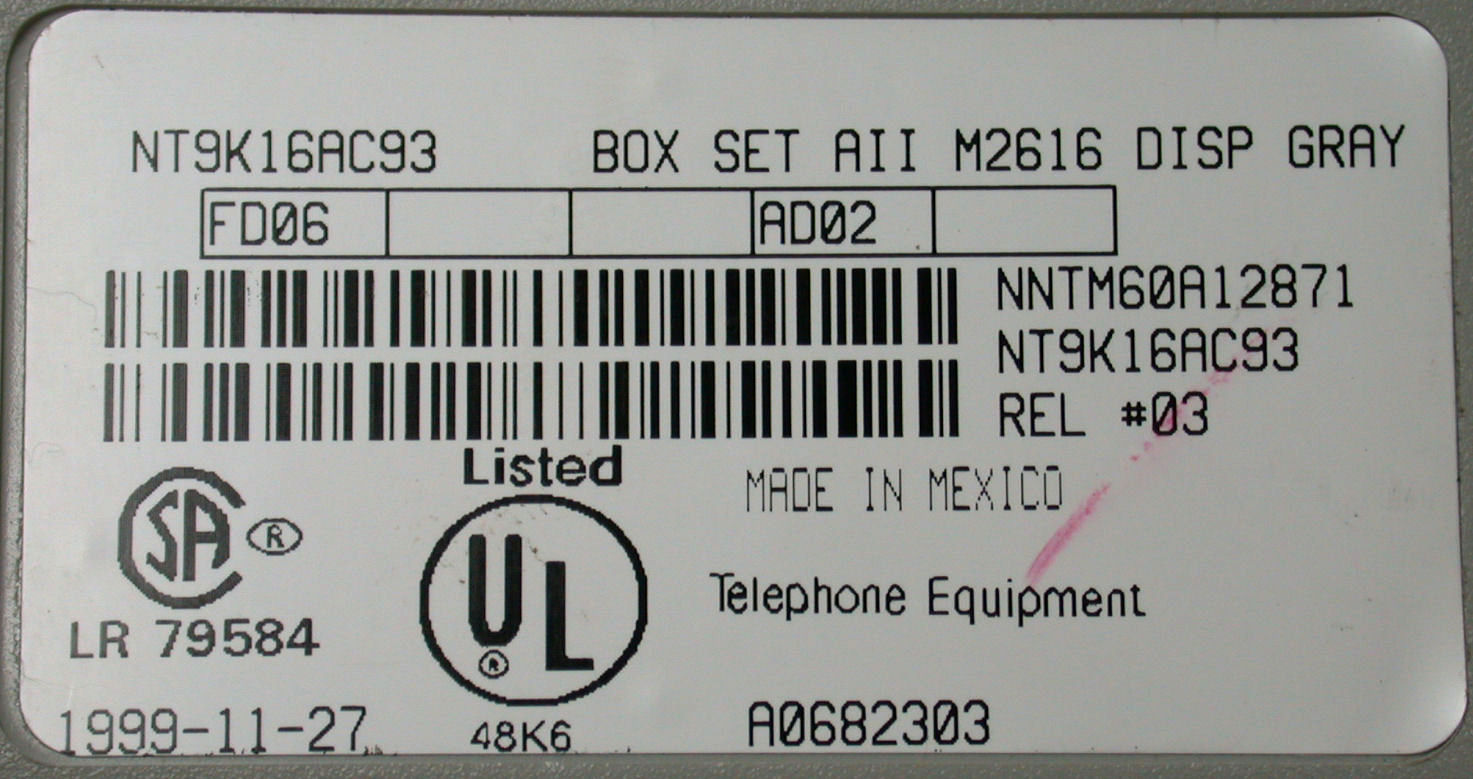 NT9K16AC93 BOX SET AII M2616 DISP GRAY
FD06 AD02
NNTM60A12871
NT9K16AC93
REL #03
Listed
MADE IN MEXICO
SA ®
UL ®
Telephone Equipment
LR 79584
1999-11-27
48K6
A0682303